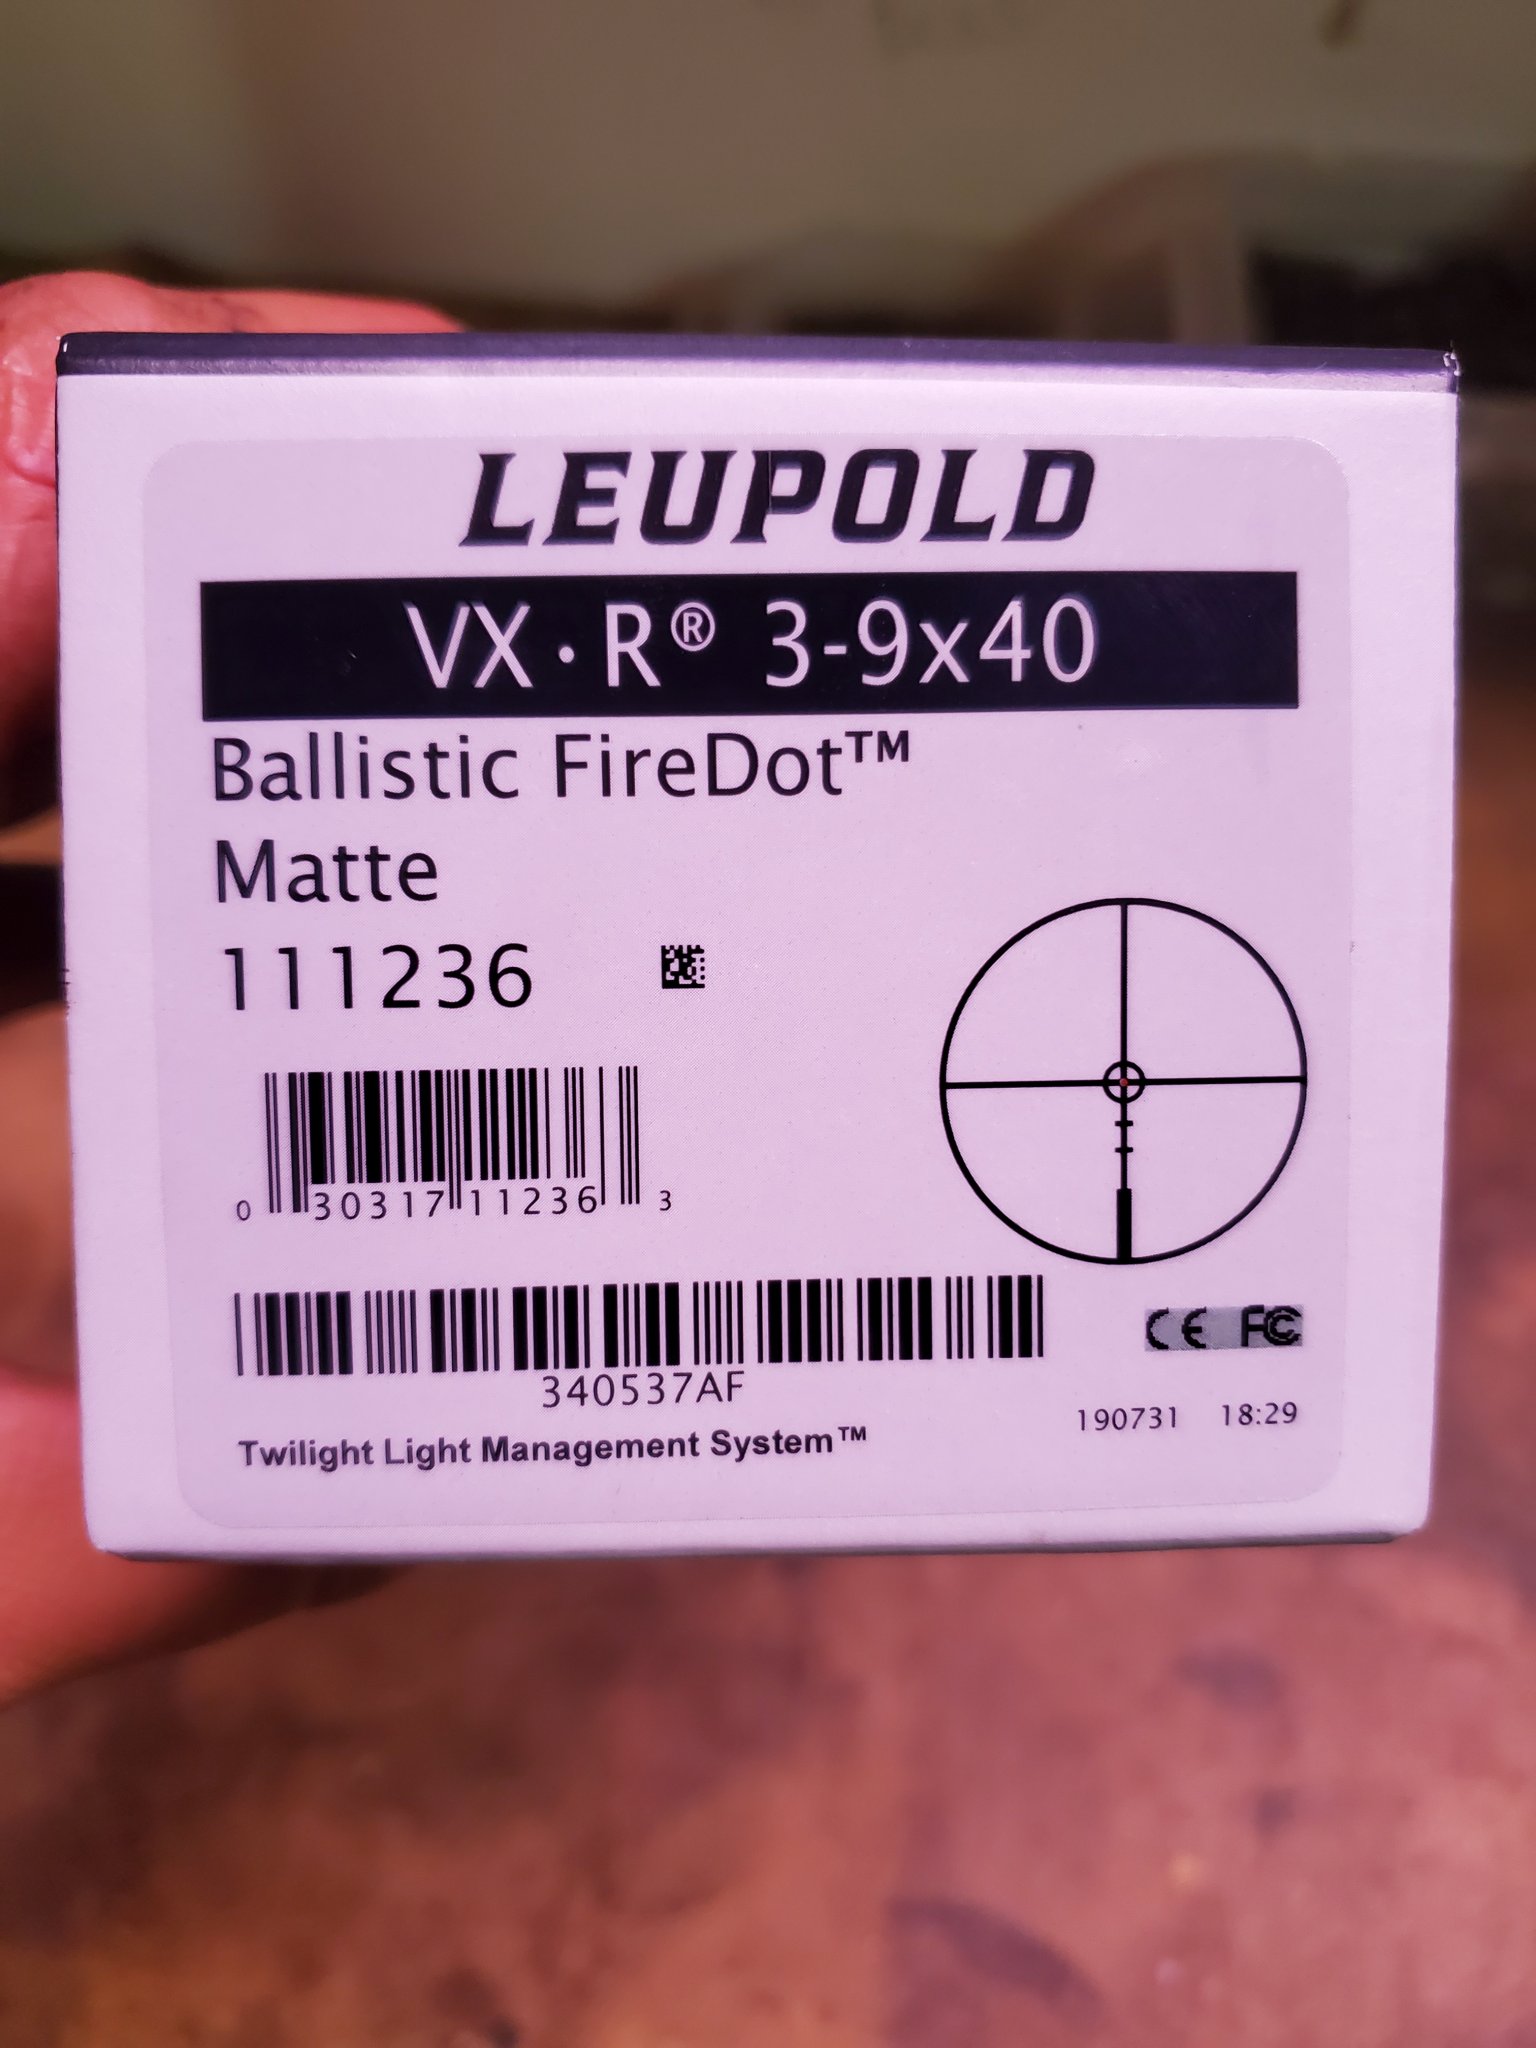 LEUPOLD
VX·R® 3-9x40
Ballistic FireDot™
Matte
111236
0 30317 11236 3
340537AF
CE FC
Twilight Light Management System™
190731 18:29